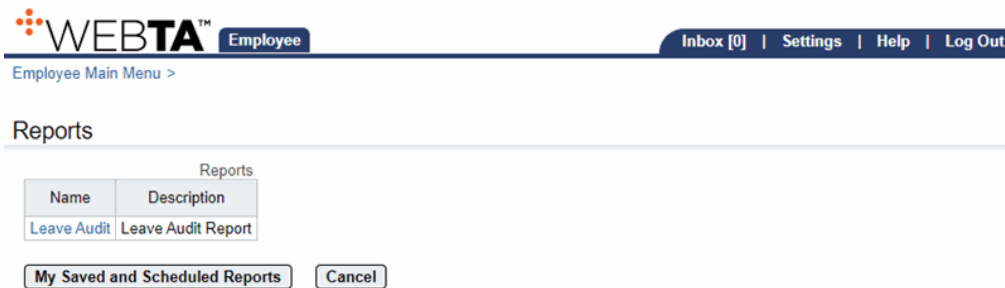 WEBTA™ Employee
Inbox [0] | Settings | Help | Log Out
Employee Main Menu >
Reports
Reports
Name Description
Leave Audit Leave Audit Report
My Saved and Scheduled Reports Cancel